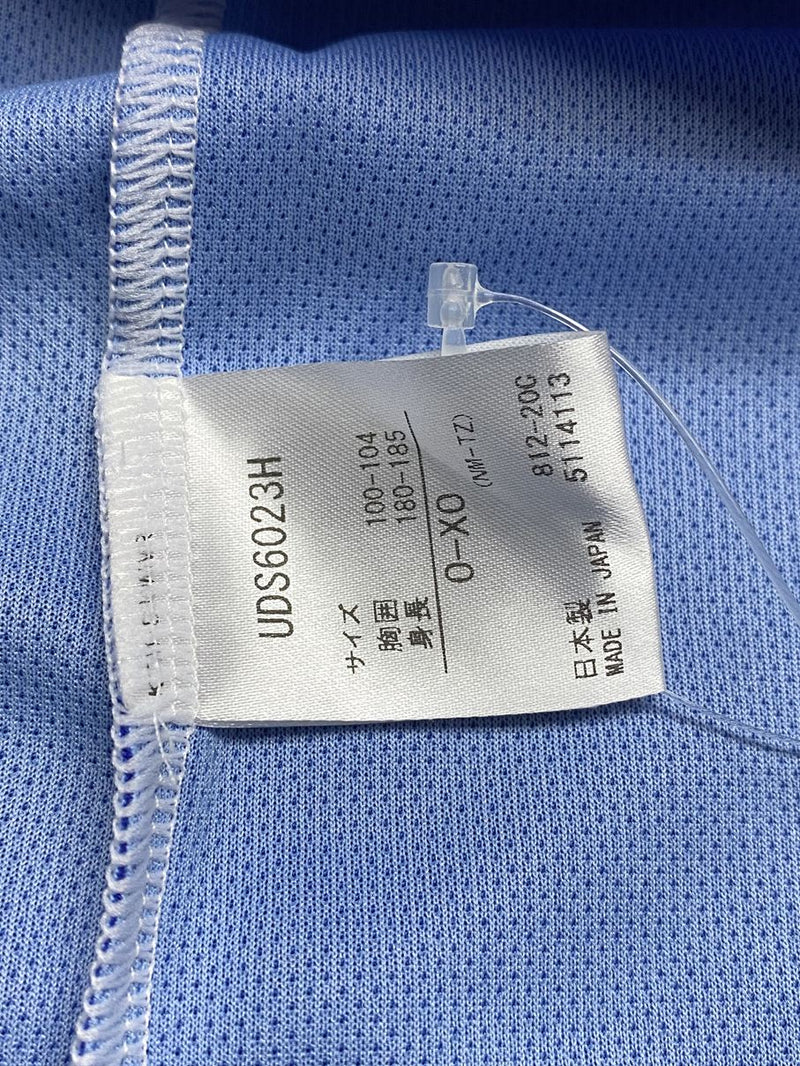 UDS6023H
サイズ
胸囲 100-104
身長 180-185
O-XO (NM-TZ)
812-20C
日本製 5114113
MADE IN JAPAN